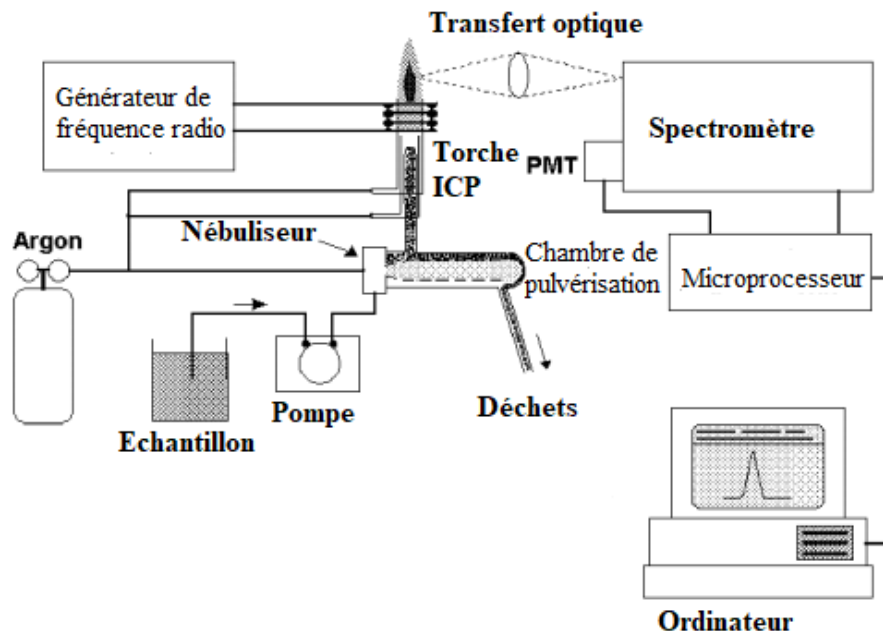 Transfert optique
Générateur de
fréquence radio
Spectromètre
Torche
ICP
PMT
Nébuliseur
Argon
Chambre de
pulvérisation
Microprocesseur
Pompe
Déchets
Echantillon
Ordinateur